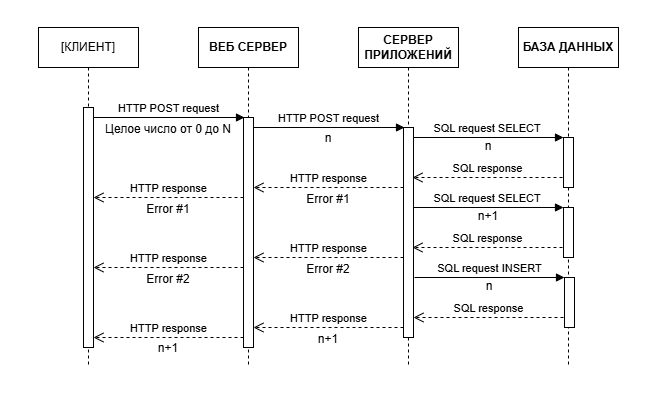 [КЛИЕНТ]
ВЕБ СЕРВЕР
СЕРВЕР
ПРИЛОЖЕНИЙ
БАЗА ДАННЫХ
HTTP POST request
Целое число от 0 до N
HTTP POST request
n
SQL request SELECT
n
SQL response
HTTP response
Error #1
HTTP response
Error #1
SQL request SELECT
n+1
SQL response
HTTP response
Error #2
HTTP response
Error #2
SQL request INSERT
n
SQL response
HTTP response
n+1
HTTP response
n+1